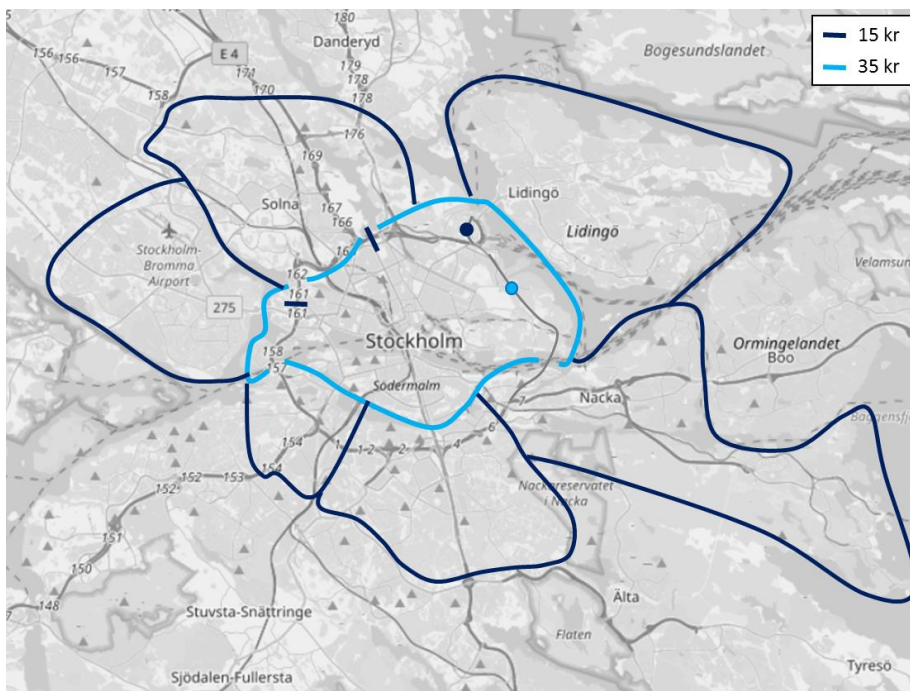 15 kr
35 kr
180
Danderyd
Bogesundslandet
156
156
E 4
179
157
171
178
158
170
178
176
169
Lidingö
Solna
167
Lidingö
166
Stockholm-
Bromma
Airport
Velamsun
162
275
161
161
Stockholm
Ormingelandet
Boo
158
157
Södermalm
Nacka
7
6
154
1
2
2
4
154
153
152
152
Nackareservatet
i Nacka
151
150
148
Stuvsta-Snättringe
Älta
Flaten
Sjödalen-Fullersta
Tyresö